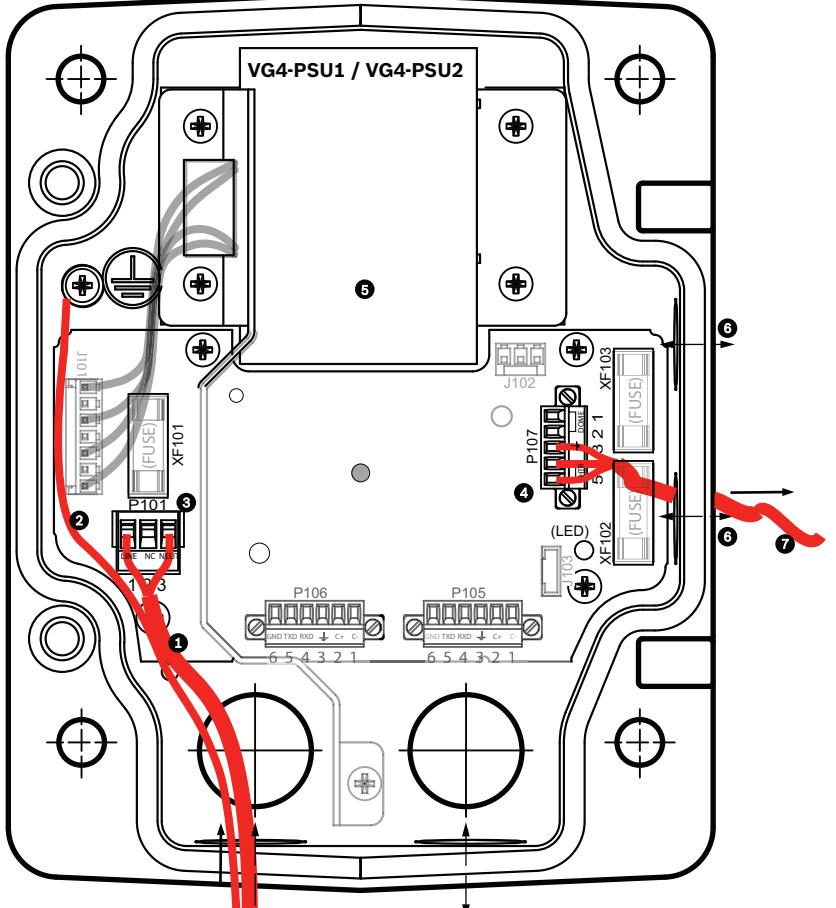 VG4-PSU1 / VG4-PSU2
5
6
J101
J102
XF103
(FUSE)
(FUSE)
XF101
P107
DOME
1
2
3
5
4
P101
3
2
LINE NC NEUT
1 2 3
(FUSE)
XF102
(LED)
J103
6
7
P106
GND TXD RXD C+ C-
6 5 4 3 2 1
P105
GND TXD RXD C+ C-
6 5 4 3 2 1
1